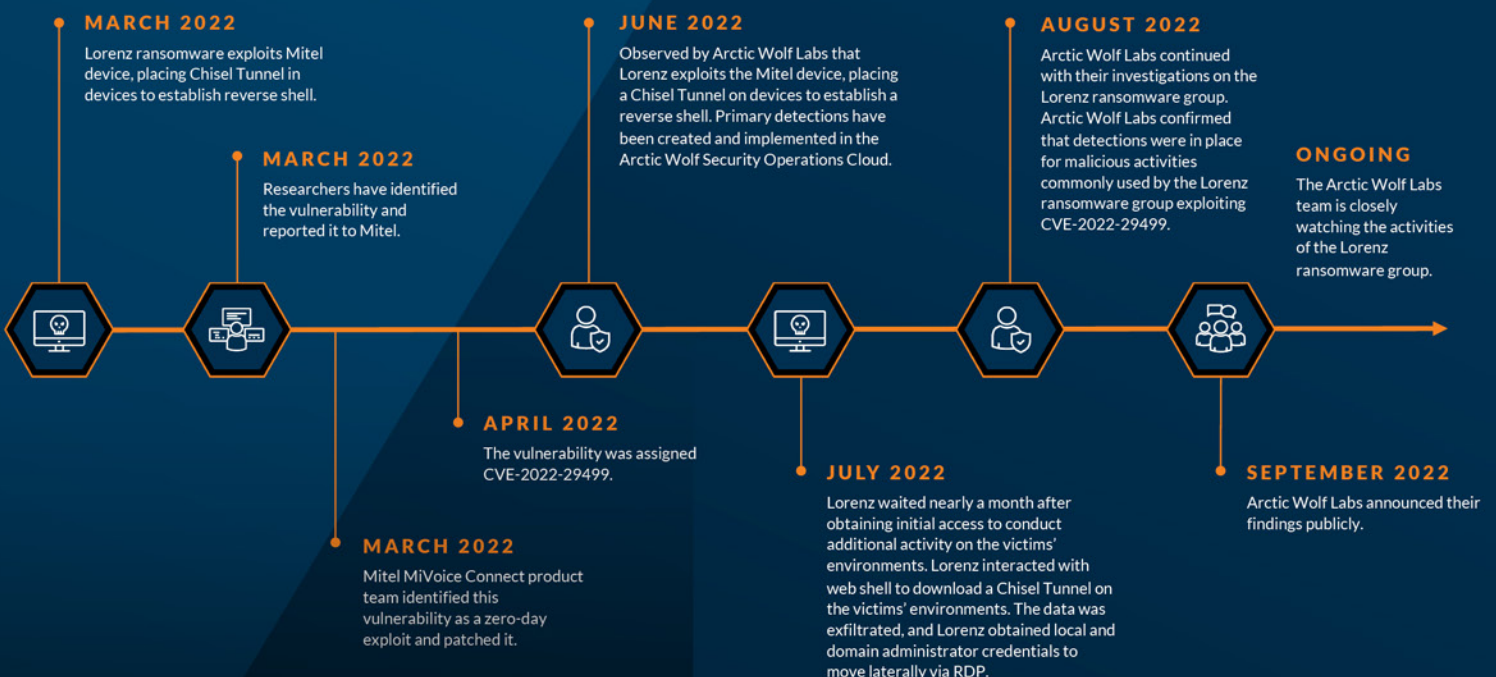 MARCH 2022
Lorenz ransomware exploits Mitel
device, placing Chisel Tunnel in
devices to establish reverse shell.
MARCH 2022
Researchers have identified
the vulnerability and
reported it to Mitel.
MARCH 2022
Mitel MiVoice Connect product
team identified this
vulnerability as a zero-day
exploit and patched it.
APRIL 2022
The vulnerability was assigned
CVE-2022-29499.
JUNE 2022
Observed by Arctic Wolf Labs that
Lorenz exploits the Mitel device, placing
a Chisel Tunnel on devices to establish a
reverse shell. Primary detections have
been created and implemented in the
Arctic Wolf Security Operations Cloud.
JULY 2022
Lorenz waited nearly a month after
obtaining initial access to conduct
additional activity on the victims’
environments. Lorenz interacted with
web shell to download a Chisel Tunnel on
the victims’ environments. The data was
exfiltrated, and Lorenz obtained local and
domain administrator credentials to
move laterally via RDP.
AUGUST 2022
Arctic Wolf Labs continued
with their investigations on the
Lorenz ransomware group.
Arctic Wolf Labs confirmed
that detections were in place
for malicious activities
commonly used by the Lorenz
ransomware group exploiting
CVE-2022-29499.
SEPTEMBER 2022
Arctic Wolf Labs announced their
findings publicly.
ONGOING
The Arctic Wolf Labs
team is closely
watching the activities
of the Lorenz
ransomware group.